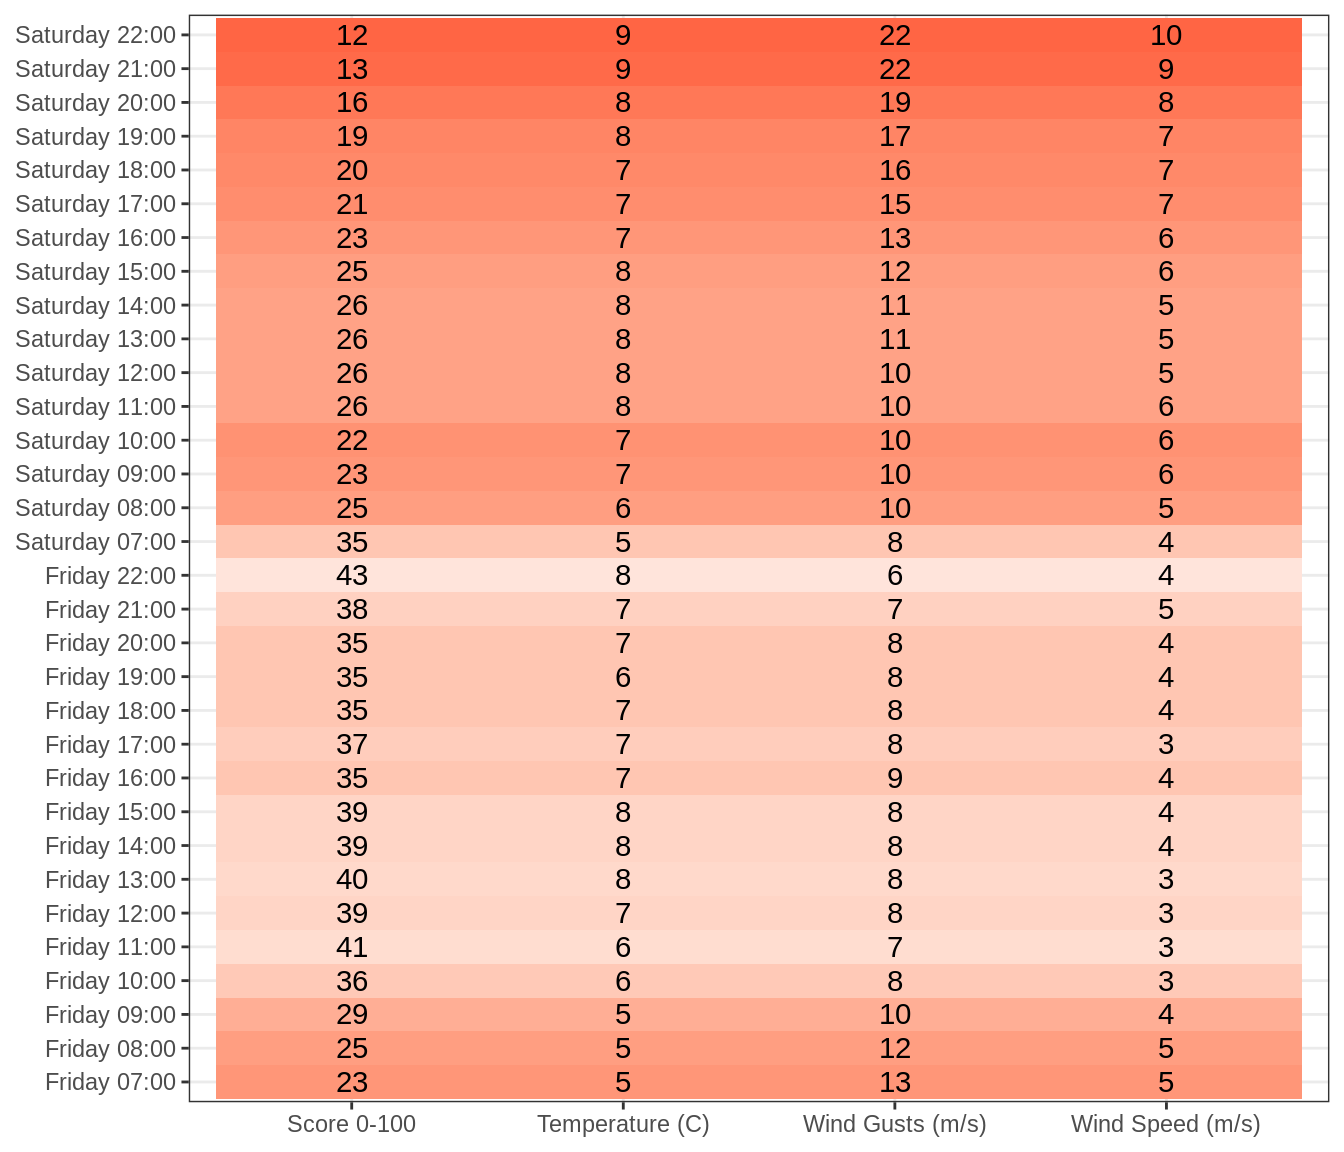 Saturday 22:00 12 9 22 10
Saturday 21:00 13 9 22 9
Saturday 20:00 16 8 19 8
Saturday 19:00 19 8 17 7
Saturday 18:00 20 7 16 7
Saturday 17:00 21 7 15 7
Saturday 16:00 23 7 13 6
Saturday 15:00 25 8 12 6
Saturday 14:00 26 8 11 5
Saturday 13:00 26 8 11 5
Saturday 12:00 26 8 10 5
Saturday 11:00 26 8 10 6
Saturday 10:00 22 7 10 6
Saturday 09:00 23 7 10 6
Saturday 08:00 25 6 10 5
Saturday 07:00 35 5 8 4
Friday 22:00 43 8 6 4
Friday 21:00 38 7 7 5
Friday 20:00 35 7 8 4
Friday 19:00 35 6 8 4
Friday 18:00 35 7 8 4
Friday 17:00 37 7 8 3
Friday 16:00 35 7 9 4
Friday 15:00 39 8 8 4
Friday 14:00 39 8 8 4
Friday 13:00 40 8 8 3
Friday 12:00 39 7 8 3
Friday 11:00 41 6 7 3
Friday 10:00 36 6 8 3
Friday 09:00 29 5 10 4
Friday 08:00 25 5 12 5
Friday 07:00 23 5 13 5
Score 0-100 Temperature (C) Wind Gusts (m/s) Wind Speed (m/s)